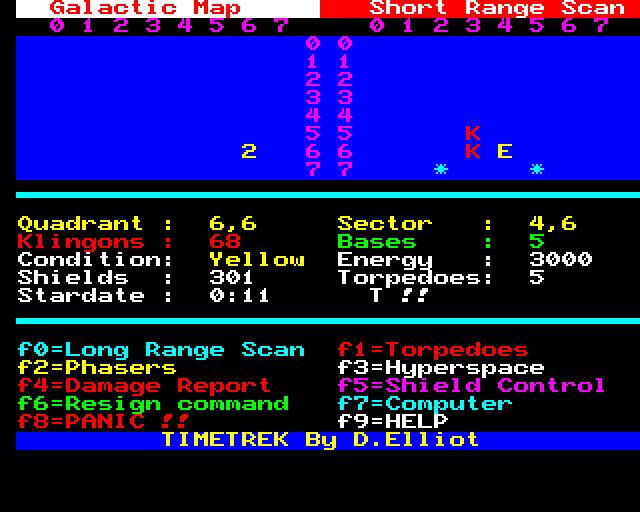 Galactic Map Short Range Scan
0 1 2 3 4 5 6 7 0 1 2 3 4 5 6 7
0 0
1 1
2 2
3 3
4 4
5 5 K
2 6 6 K E
7 7 * *
Quadrant : 6,6 Sector : 4,6
Klingons : 68 Bases : 5
Condition: Yellow Energy : 3000
Shields : 301 Torpedoes: 5
Stardate : 0:11 T !!
f0=Long Range Scan f1=Torpedoes
f2=Phasers f3=Hyperspace
f4=Damage Report f5=Shield Control
f6=Resign command f7=Computer
f8=PANIC !! f9=HELP
TIMETREK By D.Elliot